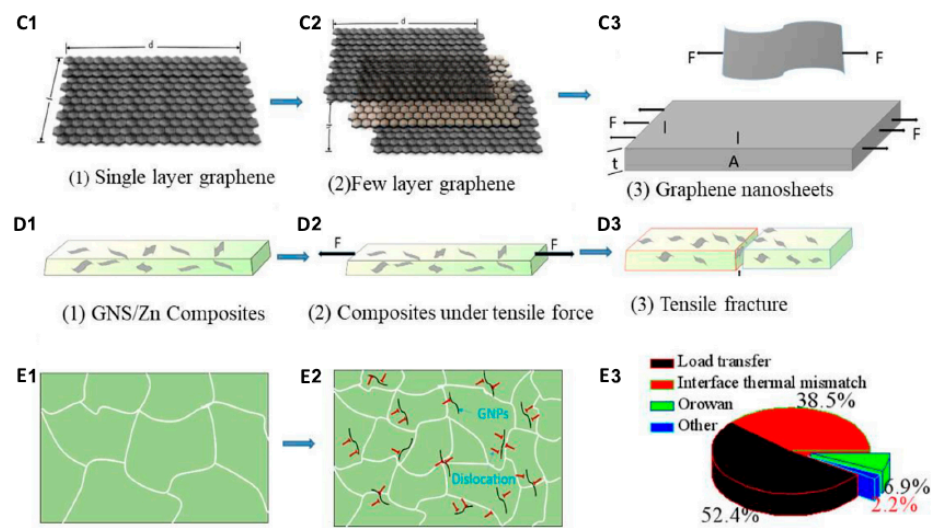 C1
C2
C3
d
d
F
F
F
F
l
l
t
A
(1) Single layer graphene
(2)Few layer graphene
(3) Graphene nanosheets
D1
D2
D3
F
F
(1) GNS/Zn Composites
(2) Composites under tensile force
(3) Tensile fracture
E1
E2
E3
GNPs
Dislocation
Load transfer
Interface thermal mismatch
Orowan
Other
38.5%
6.9%
2.2%
52.4%